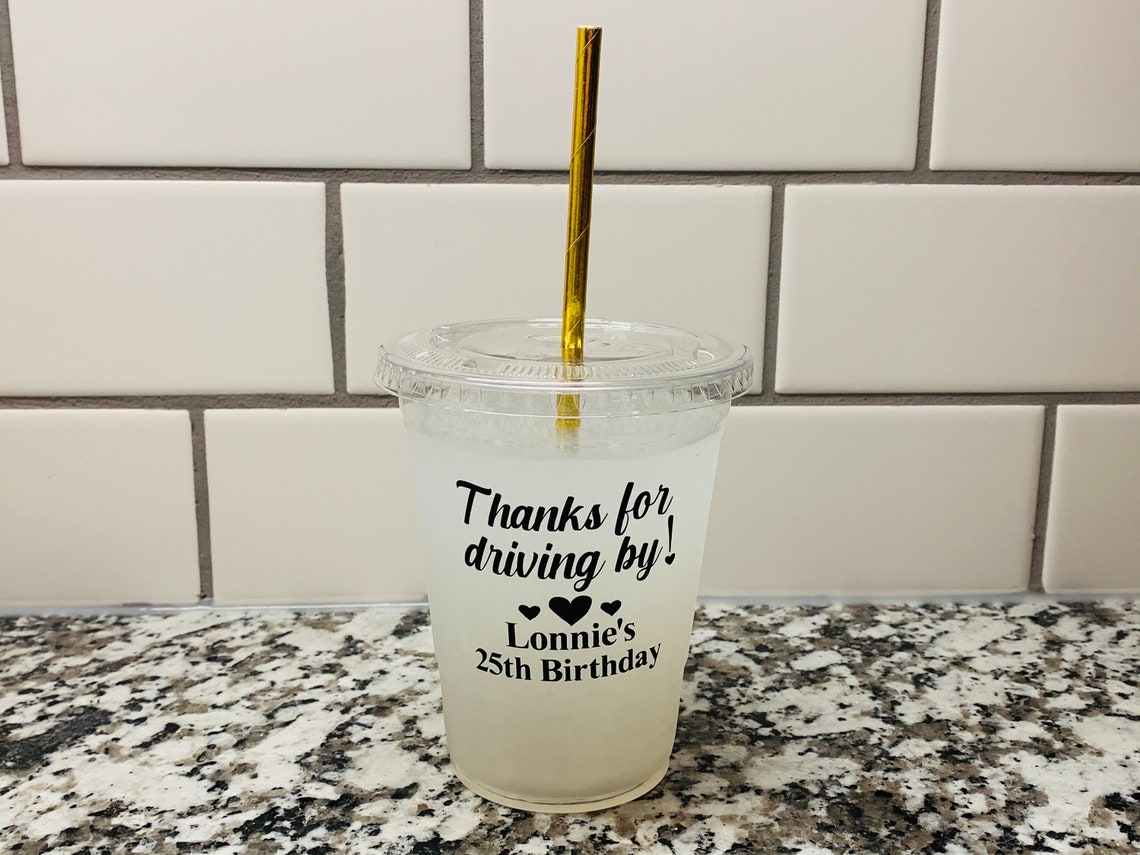 Thanks for
driving by!
Lonnie's
25th Birthday